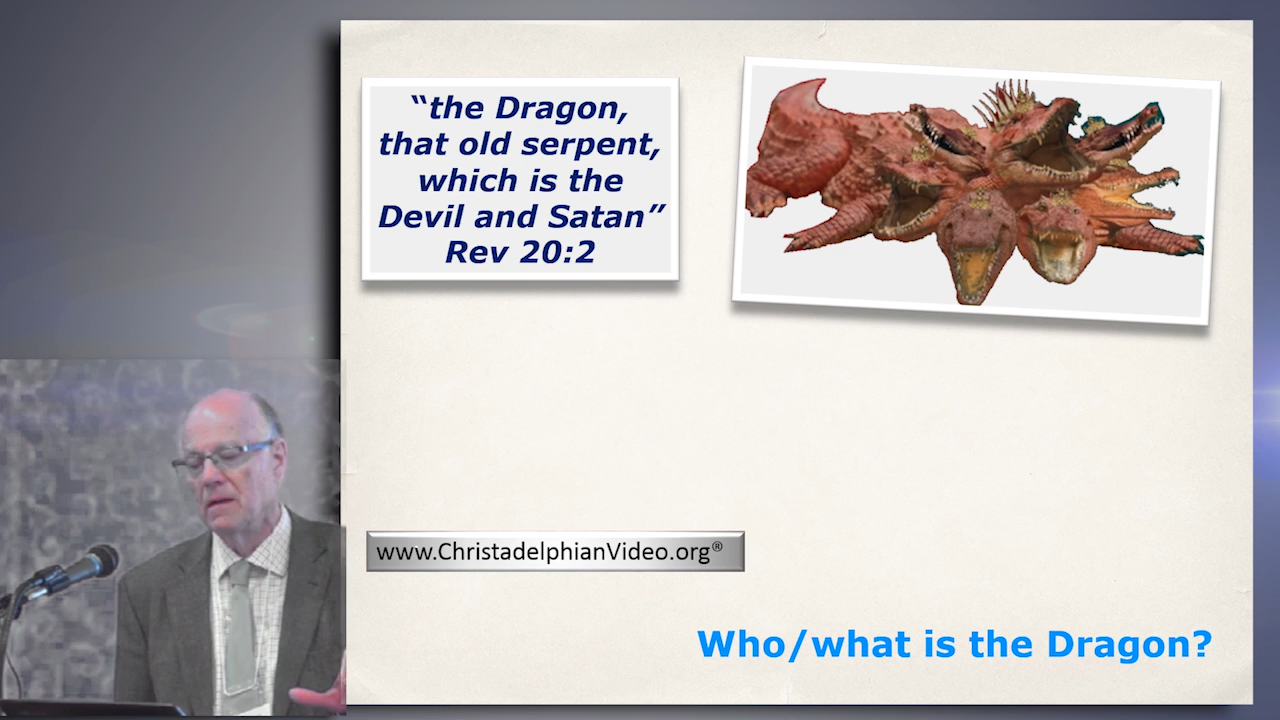 “the Dragon,
that old serpent,
which is the
Devil and Satan”
Rev 20:2
www.ChristadelphianVideo.org®
Who/what is the Dragon?